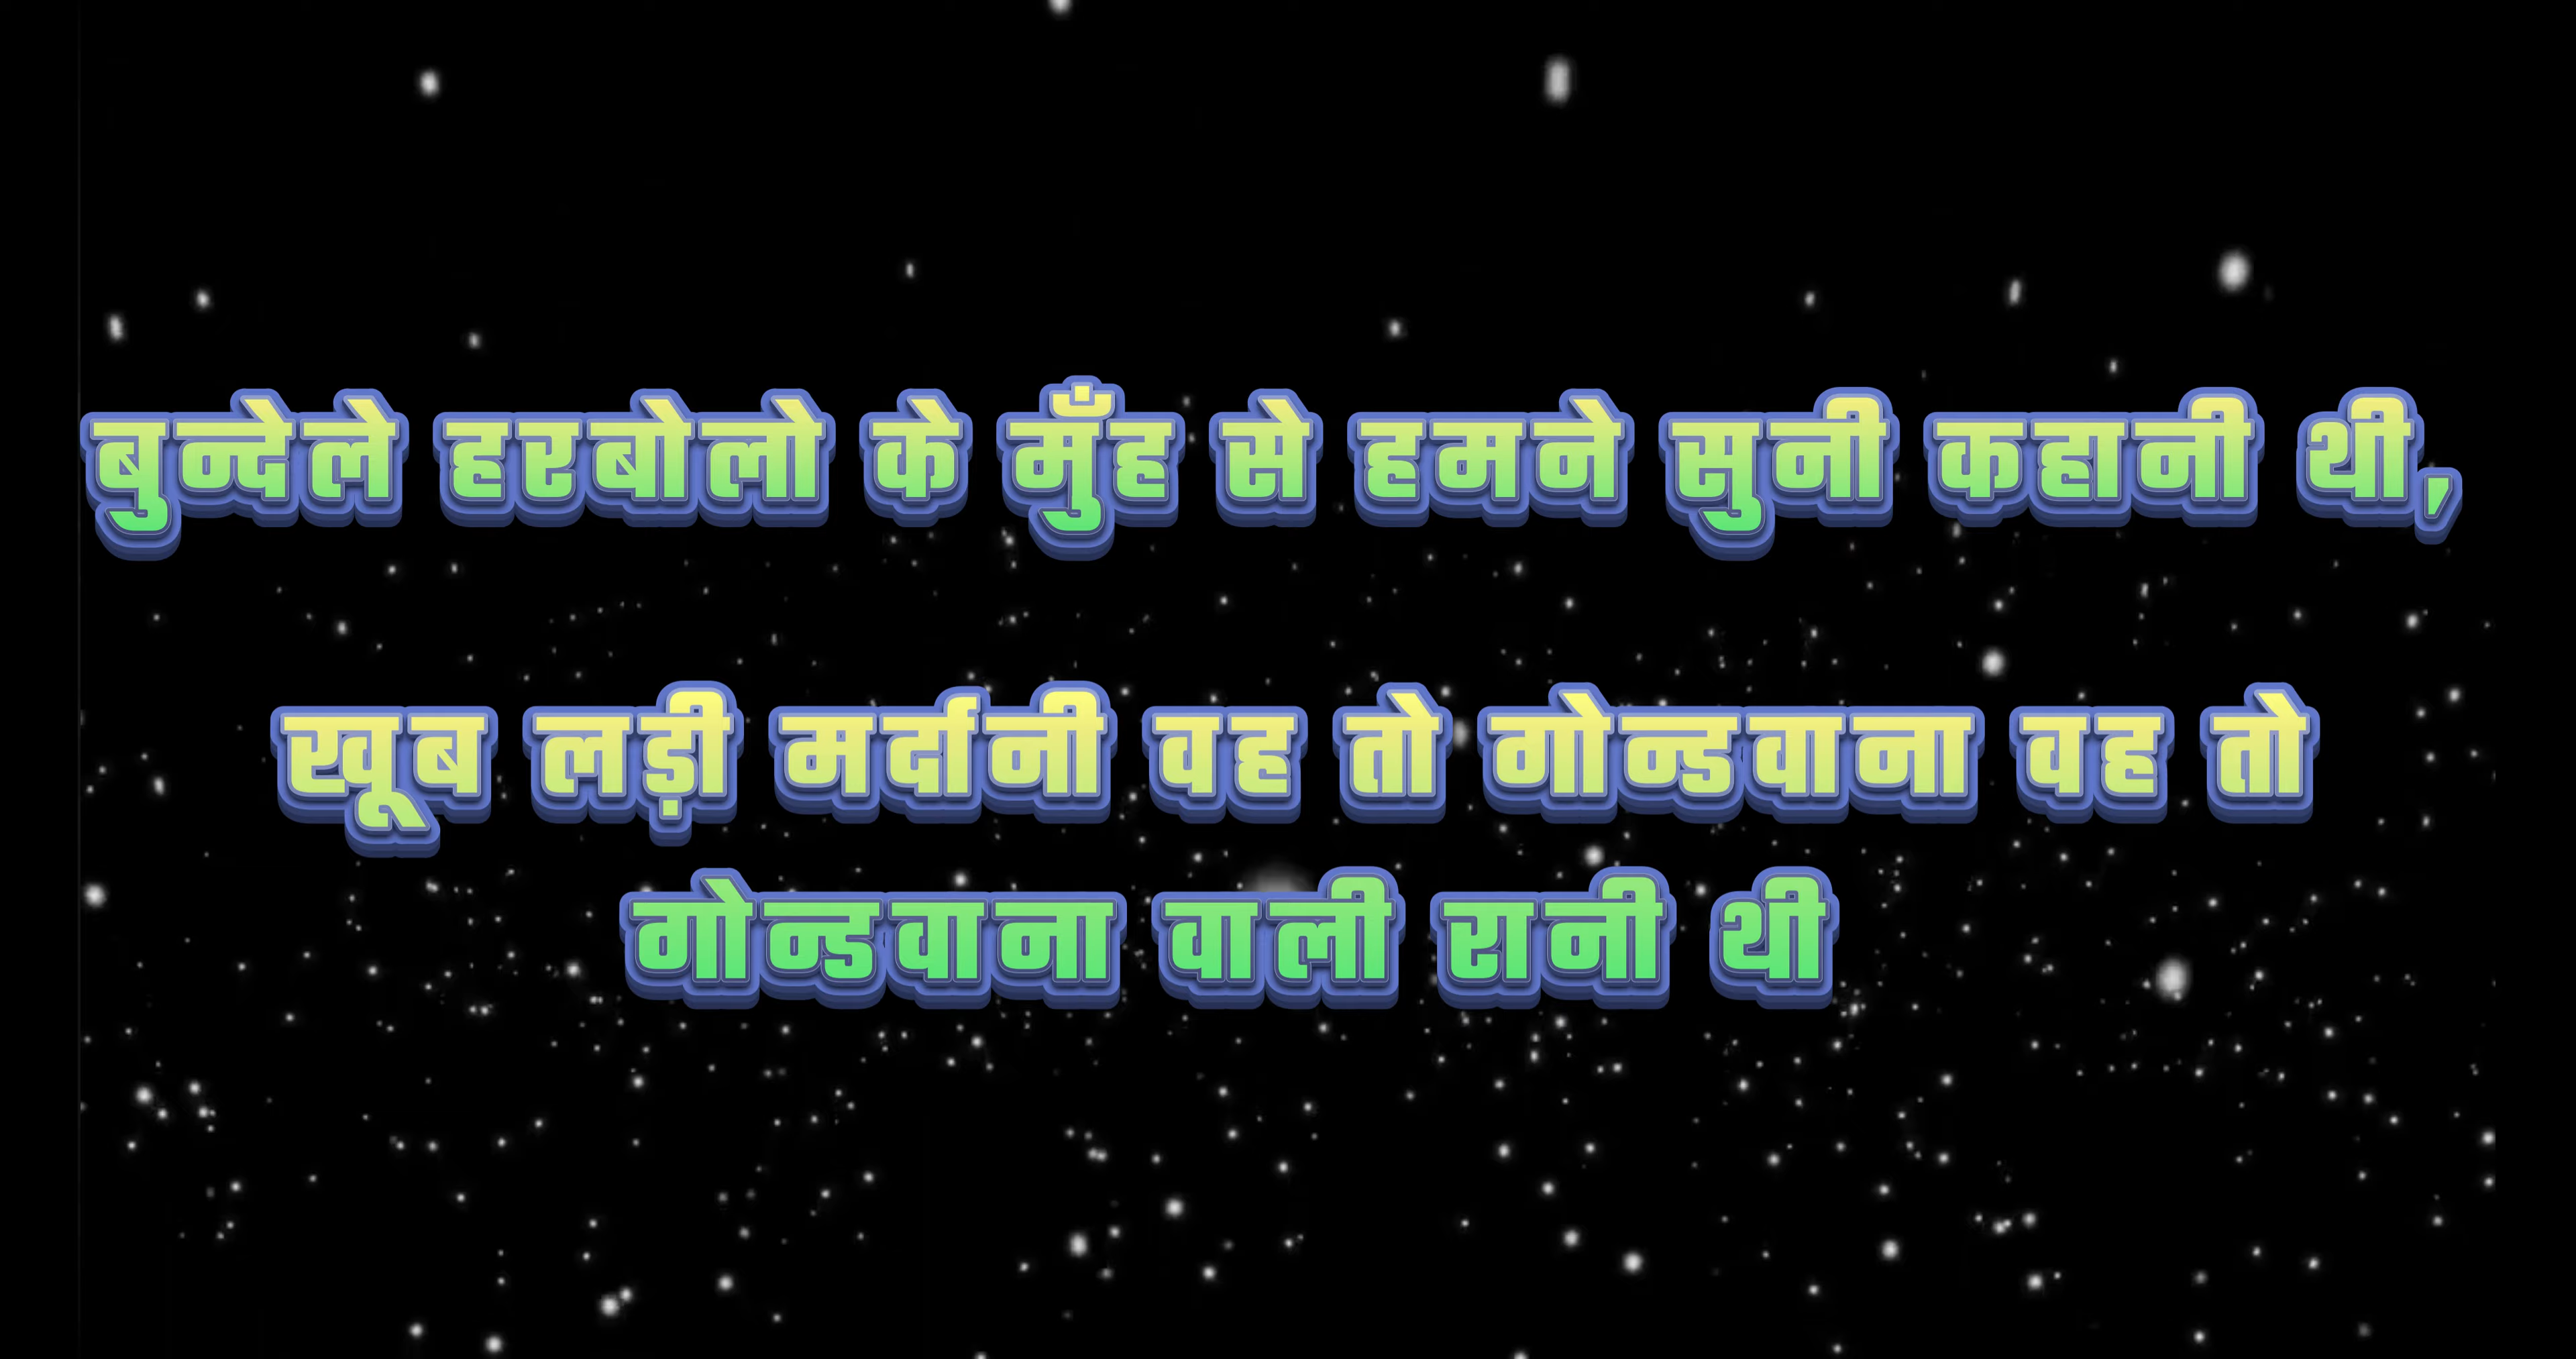 बुन्देले हरबोलो के मुँह से हमने सुनी कहानी थी,
खूब लड़ी मर्दानी वह तो गोन्डवाना वह तो
गोन्डवाना वाली रानी थी